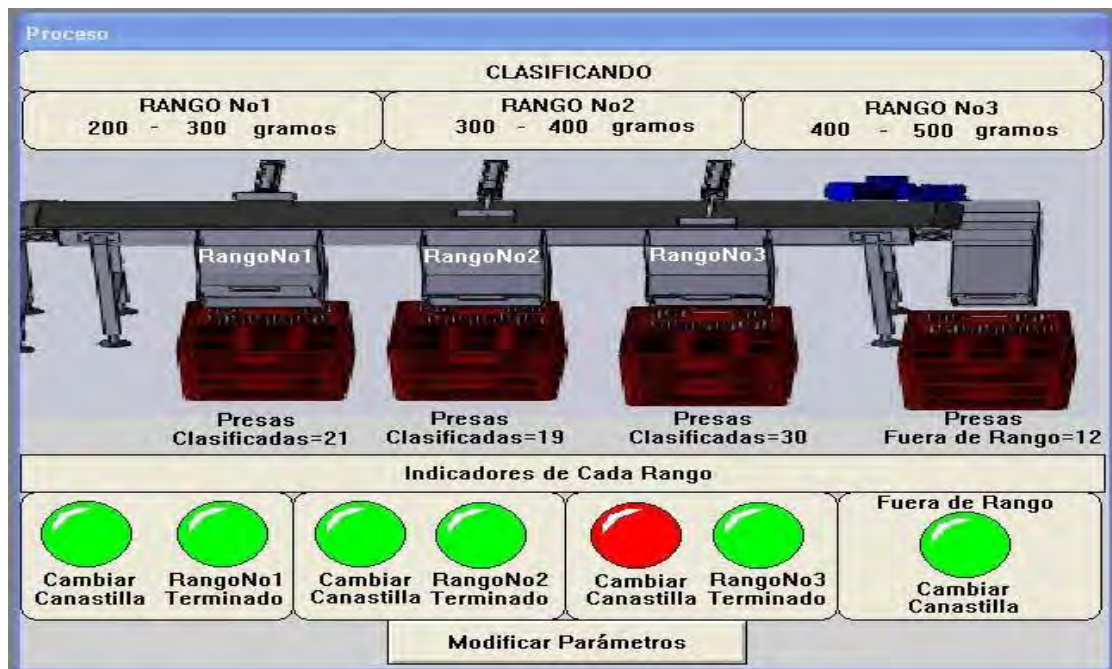 Proceso
CLASIFICANDO
RANGO No1
200 - 300 gramos
RANGO No2
300 - 400 gramos
RANGO No3
400 - 500 gramos
RangoNo1
RangoNo2
RangoNo3
Presas
Clasificadas=21
Presas
Clasificadas=19
Presas
Clasificadas=30
Presas
Fuera de Rango=12
Indicadores de Cada Rango
Cambiar
Canastilla
RangoNo1
Terminado
Cambiar
Canastilla
RangoNo2
Terminado
Cambiar
Canastilla
RangoNo3
Terminado
Fuera de Rango
Cambiar
Canastilla
Modificar Parámetros